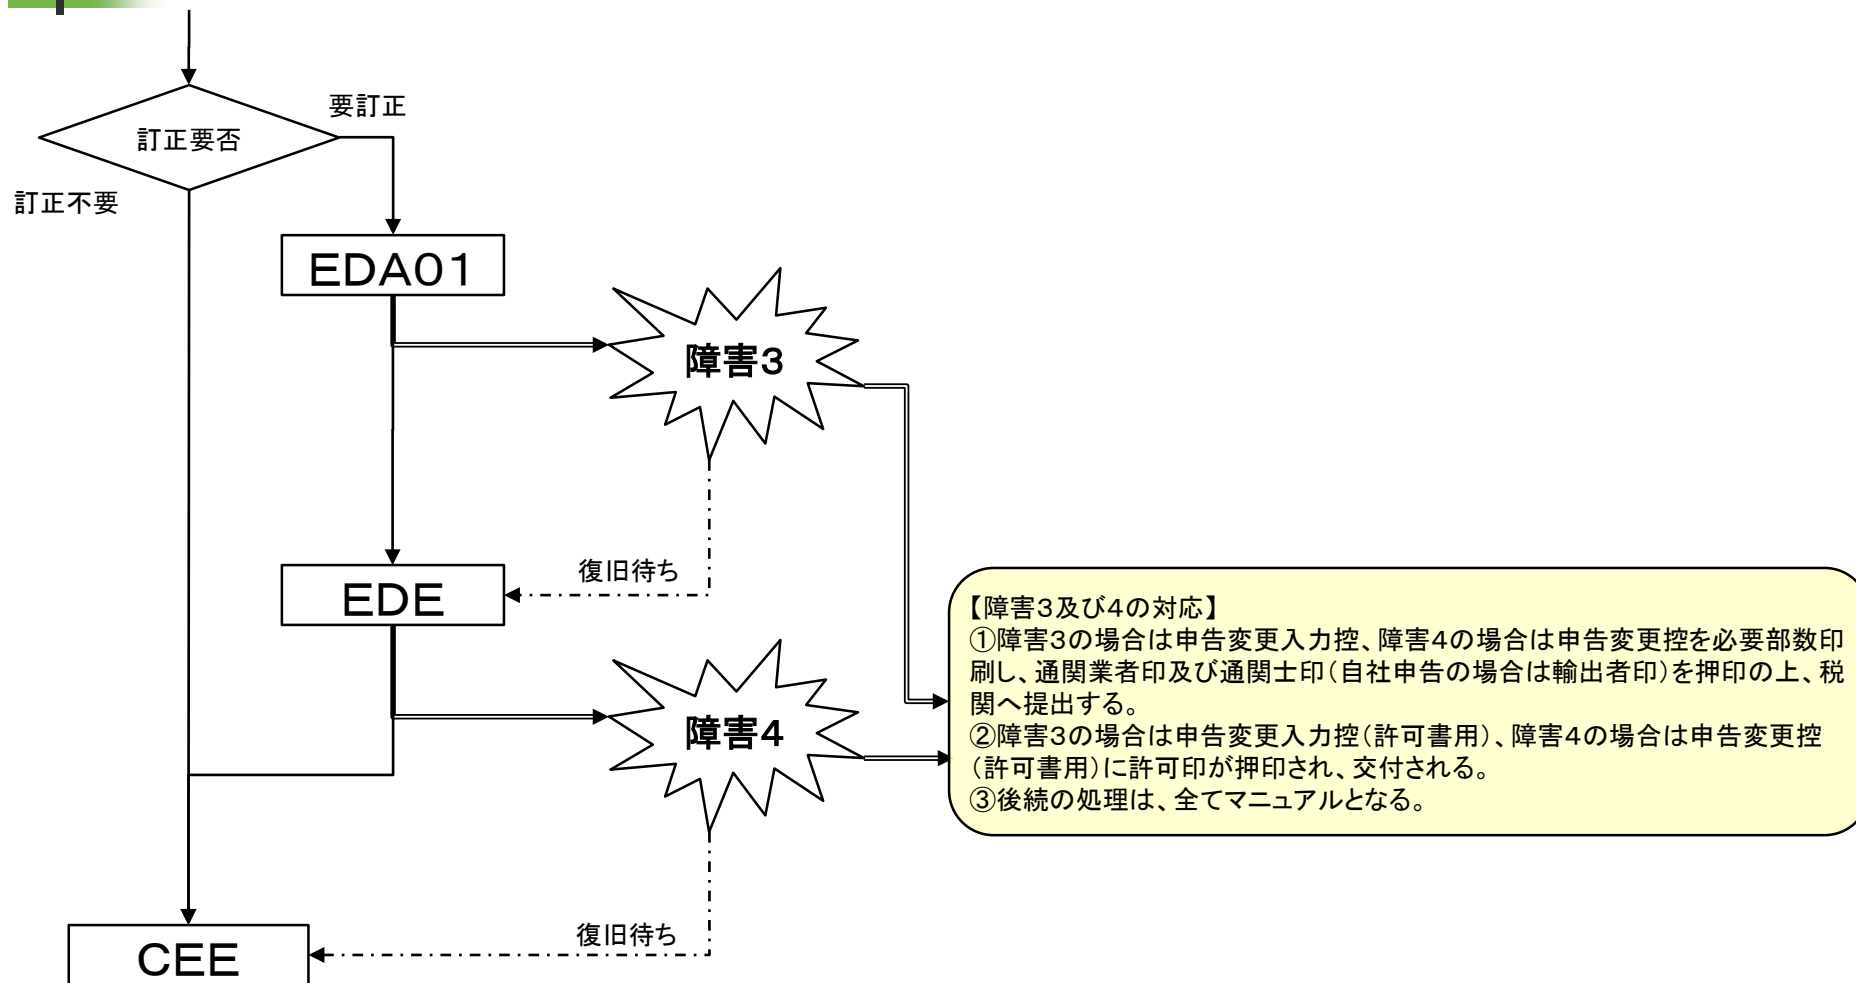 要訂正
訂正要否
訂正不要
EDA01
障害3
復旧待ち
EDE
【障害3及び4の対応】
①障害3の場合は申告変更入力控、障害4の場合は申告変更控を必要部数印
刷し、通関業者印及び通関士印（自社申告の場合は輸出者印）を押印の上、税
関へ提出する。
②障害3の場合は申告変更入力控（許可書用）、障害4の場合は申告変更控
（許可書用）に許可印が押印され、交付される。
③後続の処理は、全てマニュアルとなる。
障害4
復旧待ち
CEE